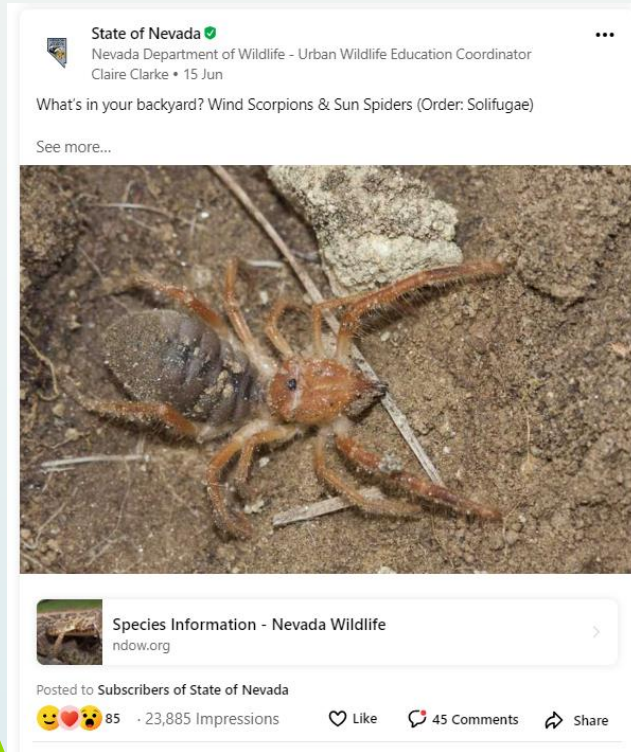 State of Nevada
Nevada Department of Wildlife - Urban Wildlife Education Coordinator
Claire Clarke • 15 Jun
What's in your backyard? Wind Scorpions & Sun Spiders (Order: Solifugae)
See more...
Species Information - Nevada Wildlife
ndow.org
Posted to Subscribers of State of Nevada
85 · 23,885 Impressions Like 45 Comments Share